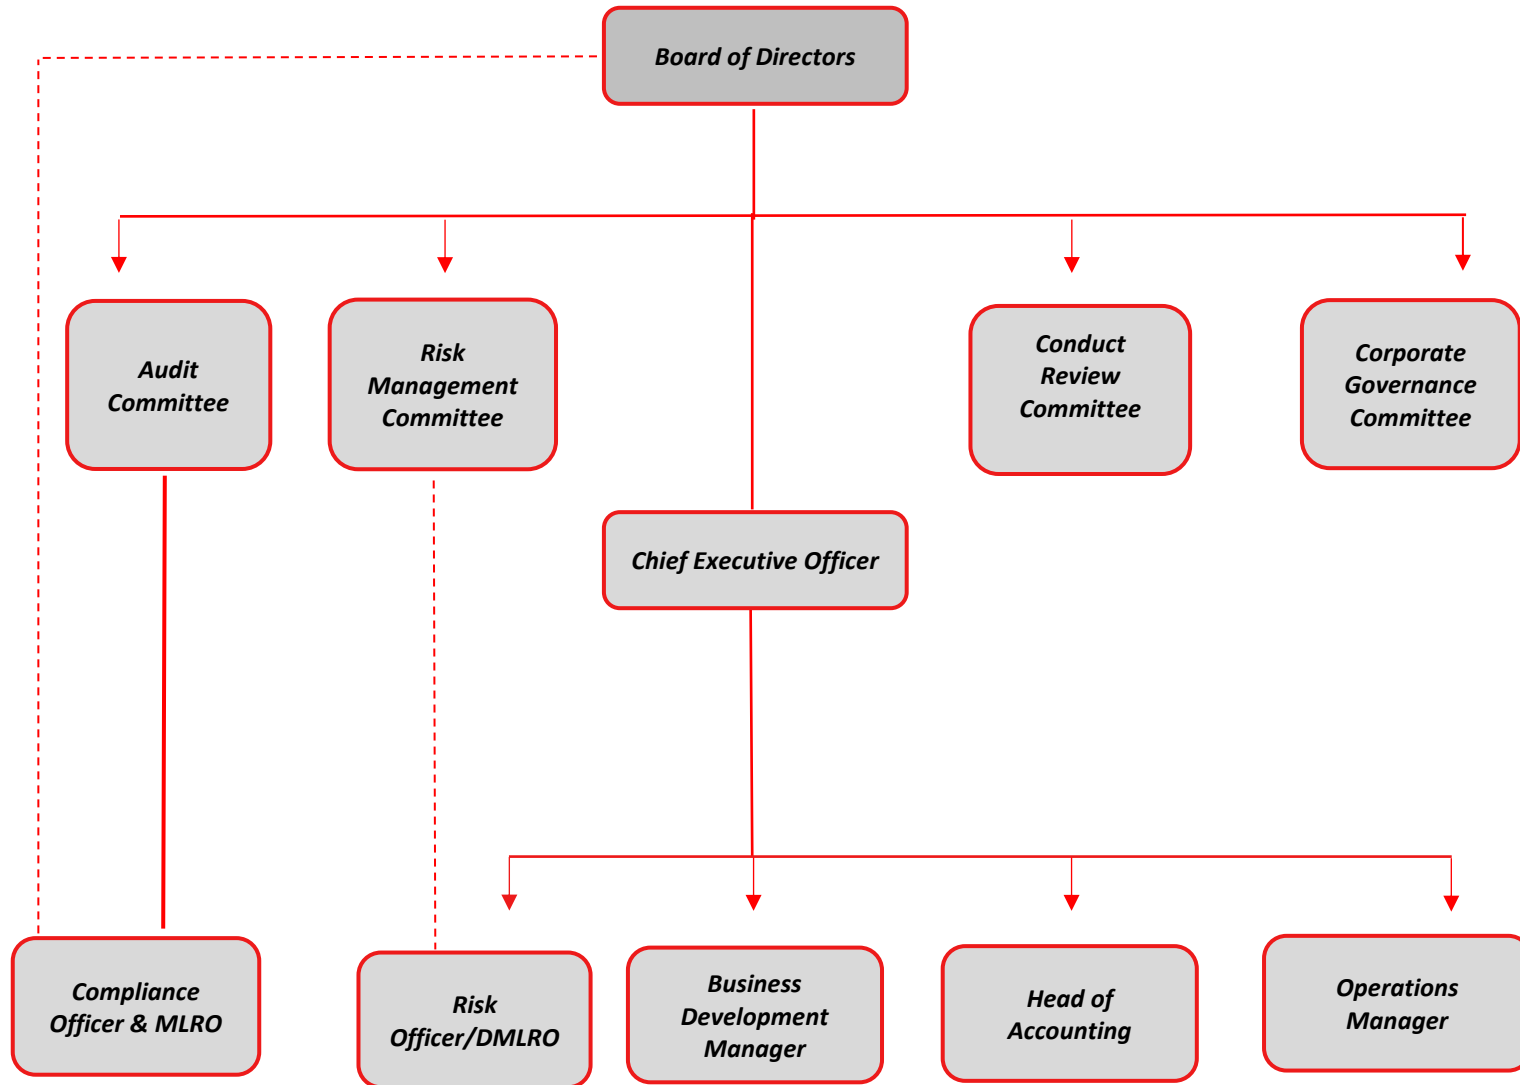 Board of Directors
Audit
Committee
Risk
Management
Committee
Conduct
Review
Committee
Corporate
Governance
Committee
Chief Executive Officer
Compliance
Officer & MLRO
Risk
Officer/DMLRO
Business
Development
Manager
Head of
Accounting
Operations
Manager